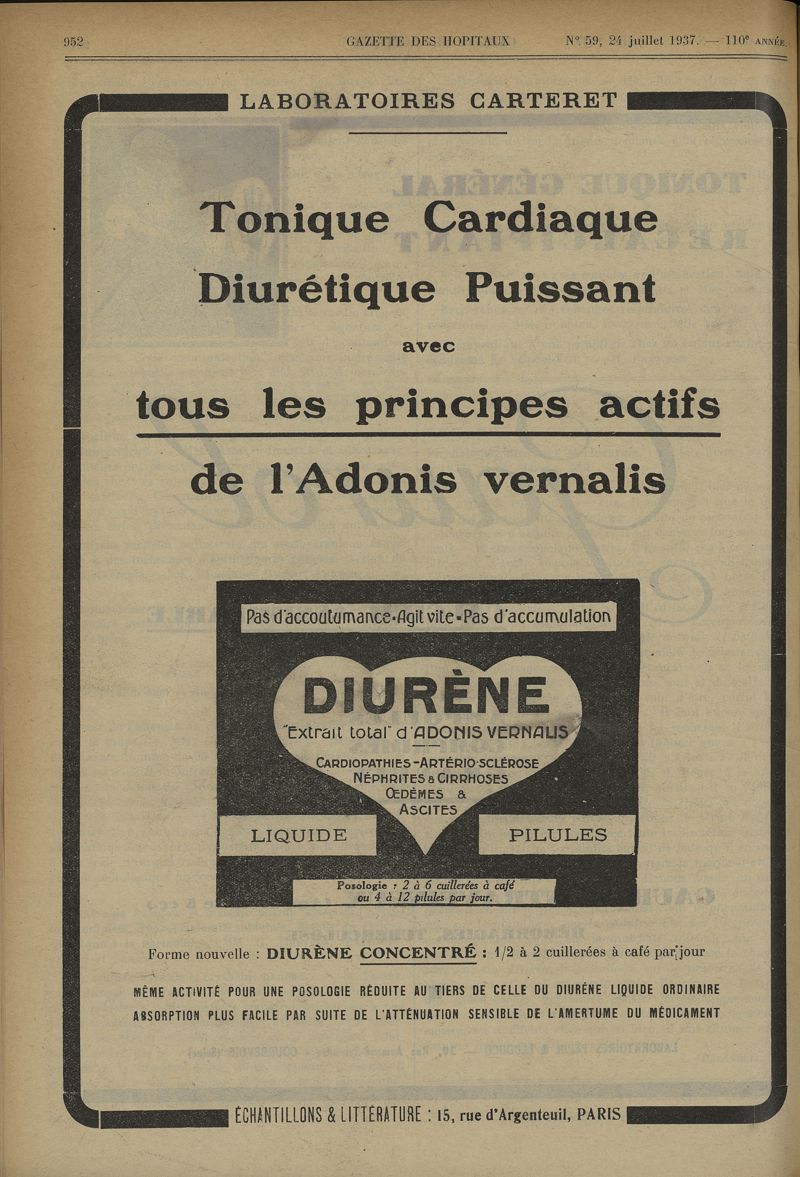 952
GAZETTE DES HOPITAUX
N° 59, 24 juillet 1937. — 110e ANNÉE.
LABORATOIRES CARTERET
Tonique Cardiaque
Diurétique Puissant
avec
tous les principes actifs
de l'Adonis vernalis
Pas d'accoutumance-Agit vite-Pas d'accumulation
DIURÈNE
"Extrait total" d'ADONIS VERNALIS
CARDIOPATHIES-ARTÉRIO-SCLÉROSE
NÉPHRITES & CIRRHOSES
ŒDÈMES &
ASCITES
LIQUIDE
PILULES
Posologie : 2 à 6 cuillerées à café
ou 4 à 12 pilules par jour.
Forme nouvelle : DIURÈNE CONCENTRÉ : 1/2 à 2 cuillerées à café par jour
MÊME ACTIVITÉ POUR UNE POSOLOGIE RÉDUITE AU TIERS DE CELLE DU DIURÈNE LIQUIDE ORDINAIRE
ABSORPTION PLUS FACILE PAR SUITE DE L'ATTÉNUATION SENSIBLE DE L'AMERTUME DU MÉDICAMENT
ÉCHANTILLONS & LITTÉRATURE : 15, rue d'Argenteuil, PARIS